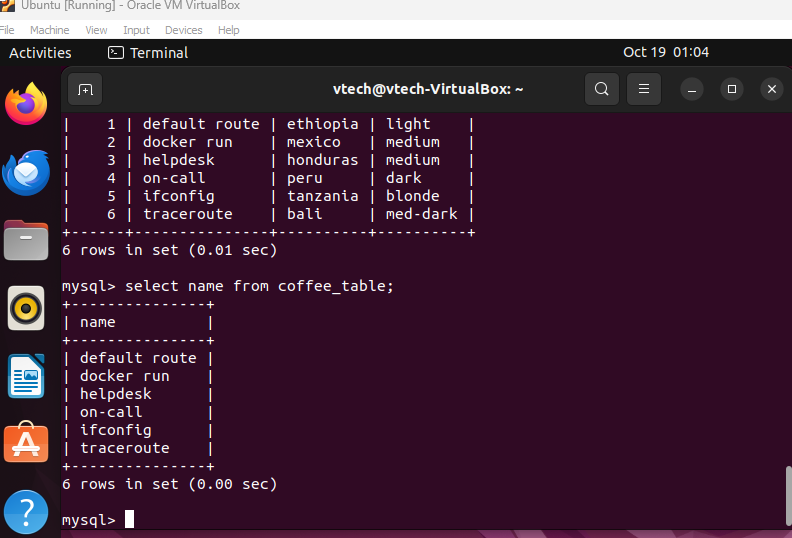 Ubuntu [Running] - Oracle VM VirtualBox
File Machine View Input Devices Help
Activities Terminal Oct 19 01:04
vtech@vtech-VirtualBox: ~
|    1 | default route | ethiopia | light    |
|    2 | docker run    | mexico   | medium   |
|    3 | helpdesk      | honduras | medium   |
|    4 | on-call       | peru     | dark     |
|    5 | ifconfig      | tanzania | blonde   |
|    6 | traceroute    | bali     | med-dark |
+------+---------------+----------+----------+
6 rows in set (0.01 sec)
mysql> select name from coffee_table;
+---------------+
| name          |
+---------------+
| default route |
| docker run    |
| helpdesk      |
| on-call       |
| ifconfig      |
| traceroute    |
+---------------+
6 rows in set (0.00 sec)
mysql>